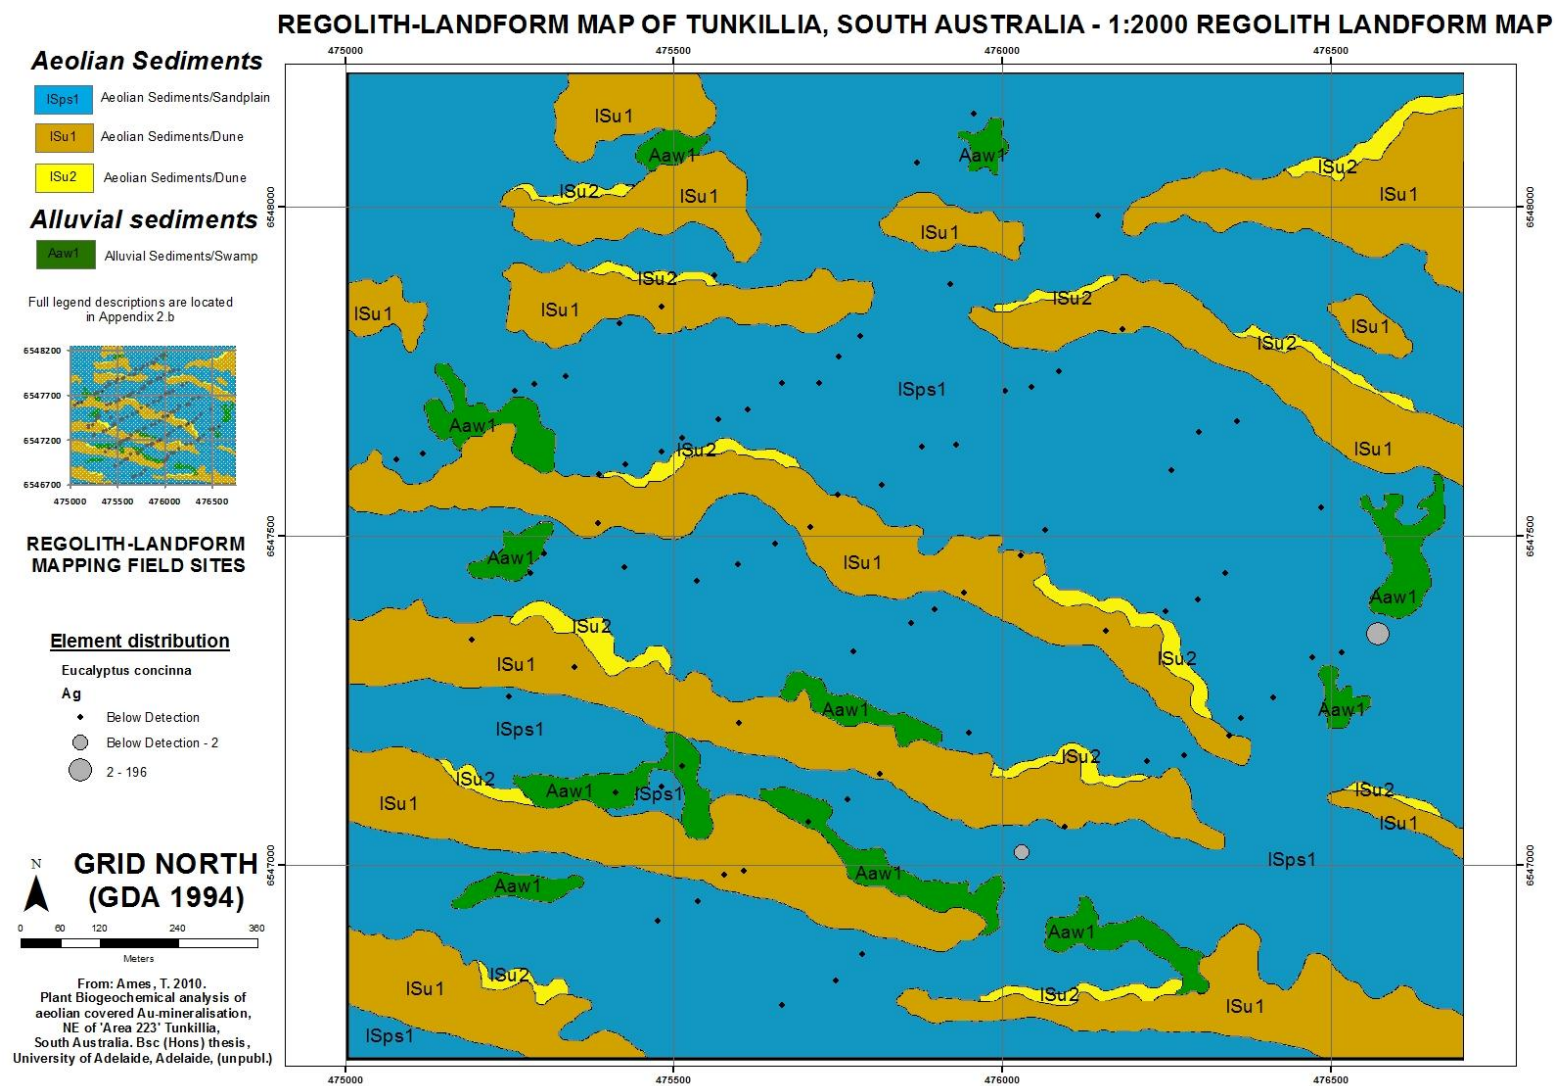 REGOLITH-LANDFORM MAP OF TUNKILLIA, SOUTH AUSTRALIA - 1:2000 REGOLITH LANDFORM MAP
Aeolian Sediments
ISps1 Aeolian Sediments/Sandplain
ISu1 Aeolian Sediments/Dune
ISu2 Aeolian Sediments/Dune
Alluvial sediments
Aaw1 Alluvial Sediments/Swamp
Full legend descriptions are located
in Appendix 2.b
6548200
6547700
6547200
6546700
475000 475500 476000 476500
REGOLITH-LANDFORM
MAPPING FIELD SITES
Element distribution
Eucalyptus concinna
Ag
Below Detection
Below Detection - 2
2 - 196
N
GRID NORTH
(GDA 1994)
0 60 120 240 360
Meters
From: Ames, T. 2010.
Plant Biogeochemical analysis of
aeolian covered Au-mineralisation,
NE of 'Area 223' Tunkillia,
South Australia. Bsc (Hons) thesis,
University of Adelaide, Adelaide, (unpubl.)
475000 475500 476000 476500
ISu1
Aaw1 Aaw1
ISu2
ISu2 ISu1 ISu1
6548000 6548000
ISu1
ISu2
ISu2
ISu1 ISu1 ISu1
ISu2
ISps1
Aaw1
ISu2 ISu1
6547500 6547500
Aaw1 ISu1
Aaw1
ISu2
ISu1 ISu2
Aaw1 Aaw1
ISps1
ISu2
ISu2
Aaw1 ISps1 ISu2
ISu1 ISu1
6547000 6547000
ISps1
Aaw1 Aaw1
Aaw1
ISu2
ISu1 ISu2 ISu1
ISps1
475000 475500 476000 476500